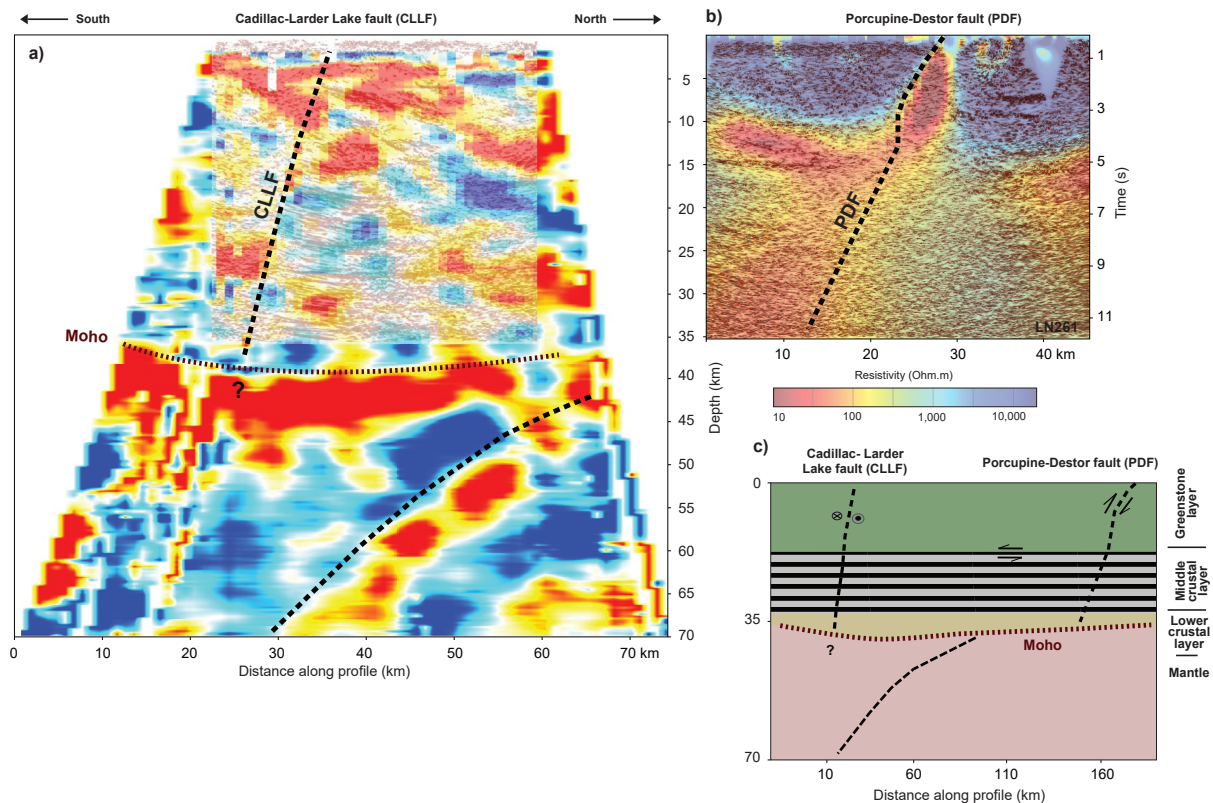 South
Cadillac-Larder Lake fault (CLLF)
North
a)
CLLF
Moho
?
5
10
15
20
25
30
35
40
45
50
55
60
65
70
Depth (km)
0
10
20
30
40
50
60
70 km
Distance along profile (km)
b)
Porcupine-Destor fault (PDF)
PDF
LN261
1
3
5
7
9
11
Time (s)
10
20
30
40 km
Resistivity (Ohm.m)
10
100
1,000
10,000
c)
Cadillac- Larder
Lake fault (CLLF)
Porcupine-Destor fault (PDF)
0
35
70
?
Moho
Greenstone
layer
Middle
crustal
layer
Lower
crustal
layer
Mantle
10
60
110
160
Distance along profile (km)